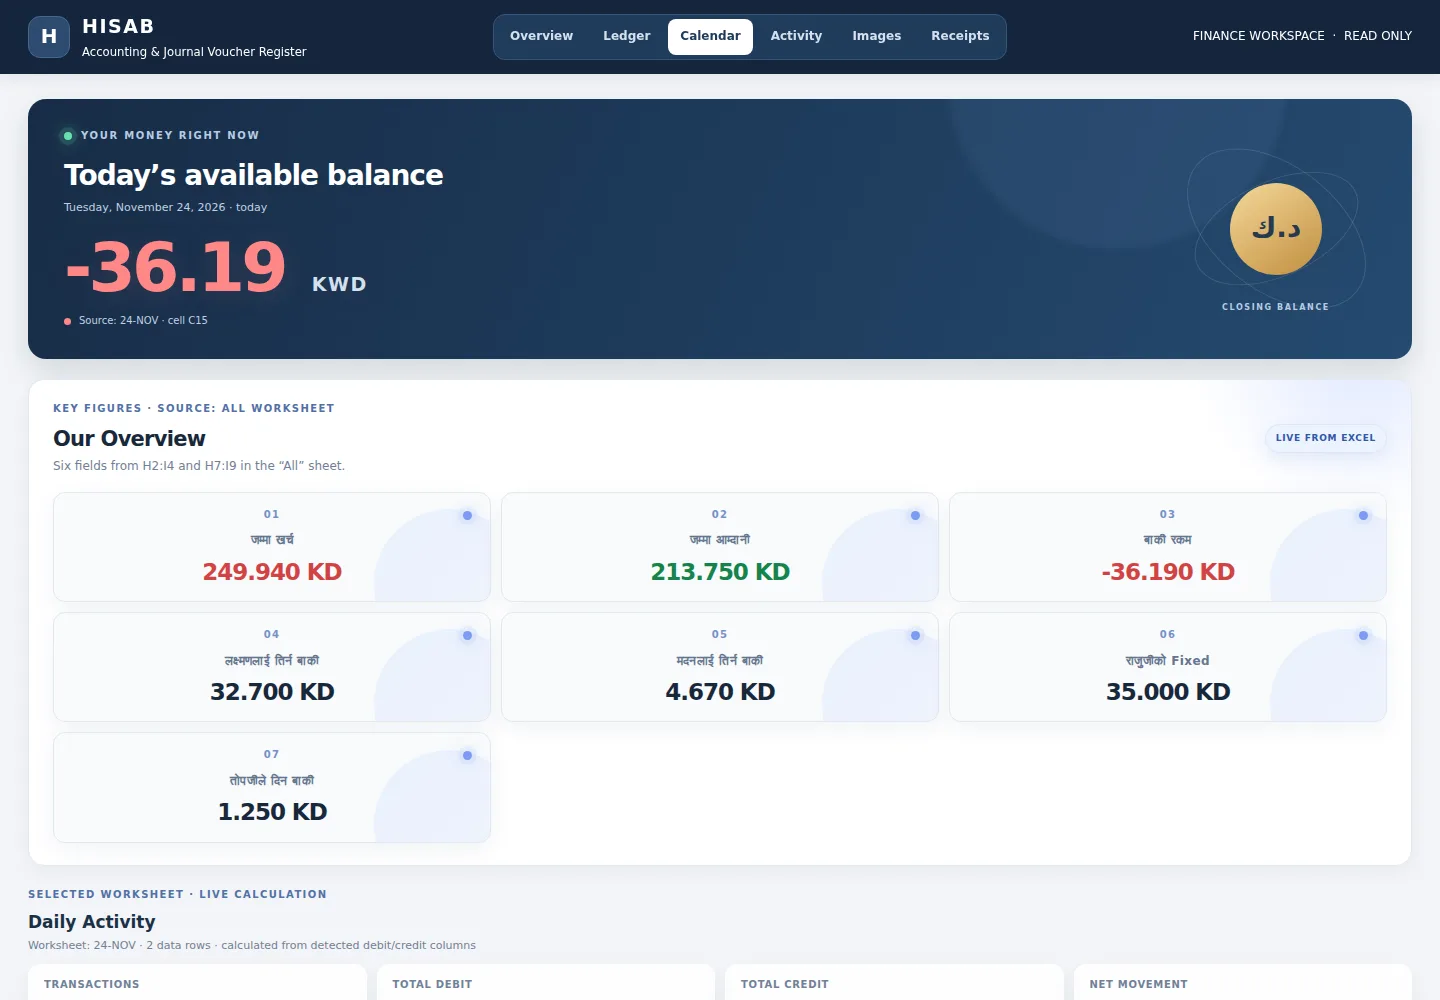 H
HISAB
Accounting & Journal Voucher Register
Overview
Ledger
Calendar
Activity
Images
Receipts
FINANCE WORKSPACE · READ ONLY
YOUR MONEY RIGHT NOW
Today’s available balance
Tuesday, November 24, 2026 · today
-36.19 KWD
Source: 24-NOV · cell C15
د.ك
CLOSING BALANCE
KEY FIGURES · SOURCE: ALL WORKSHEET
Our Overview
Six fields from H2:I4 and H7:I9 in the “All” sheet.
LIVE FROM EXCEL
01
जम्मा खर्च
249.940 KD
02
जम्मा आम्दानी
213.750 KD
03
बाकी रकम
-36.190 KD
04
लक्ष्मणलाई तिर्न बाकी
32.700 KD
05
मदनलाई तिर्न बाकी
4.670 KD
06
राजुजीको Fixed
35.000 KD
07
तोपजीले दिन बाकी
1.250 KD
SELECTED WORKSHEET · LIVE CALCULATION
Daily Activity
Worksheet: 24-NOV · 2 data rows · calculated from detected debit/credit columns
TRANSACTIONS
TOTAL DEBIT
TOTAL CREDIT
NET MOVEMENT